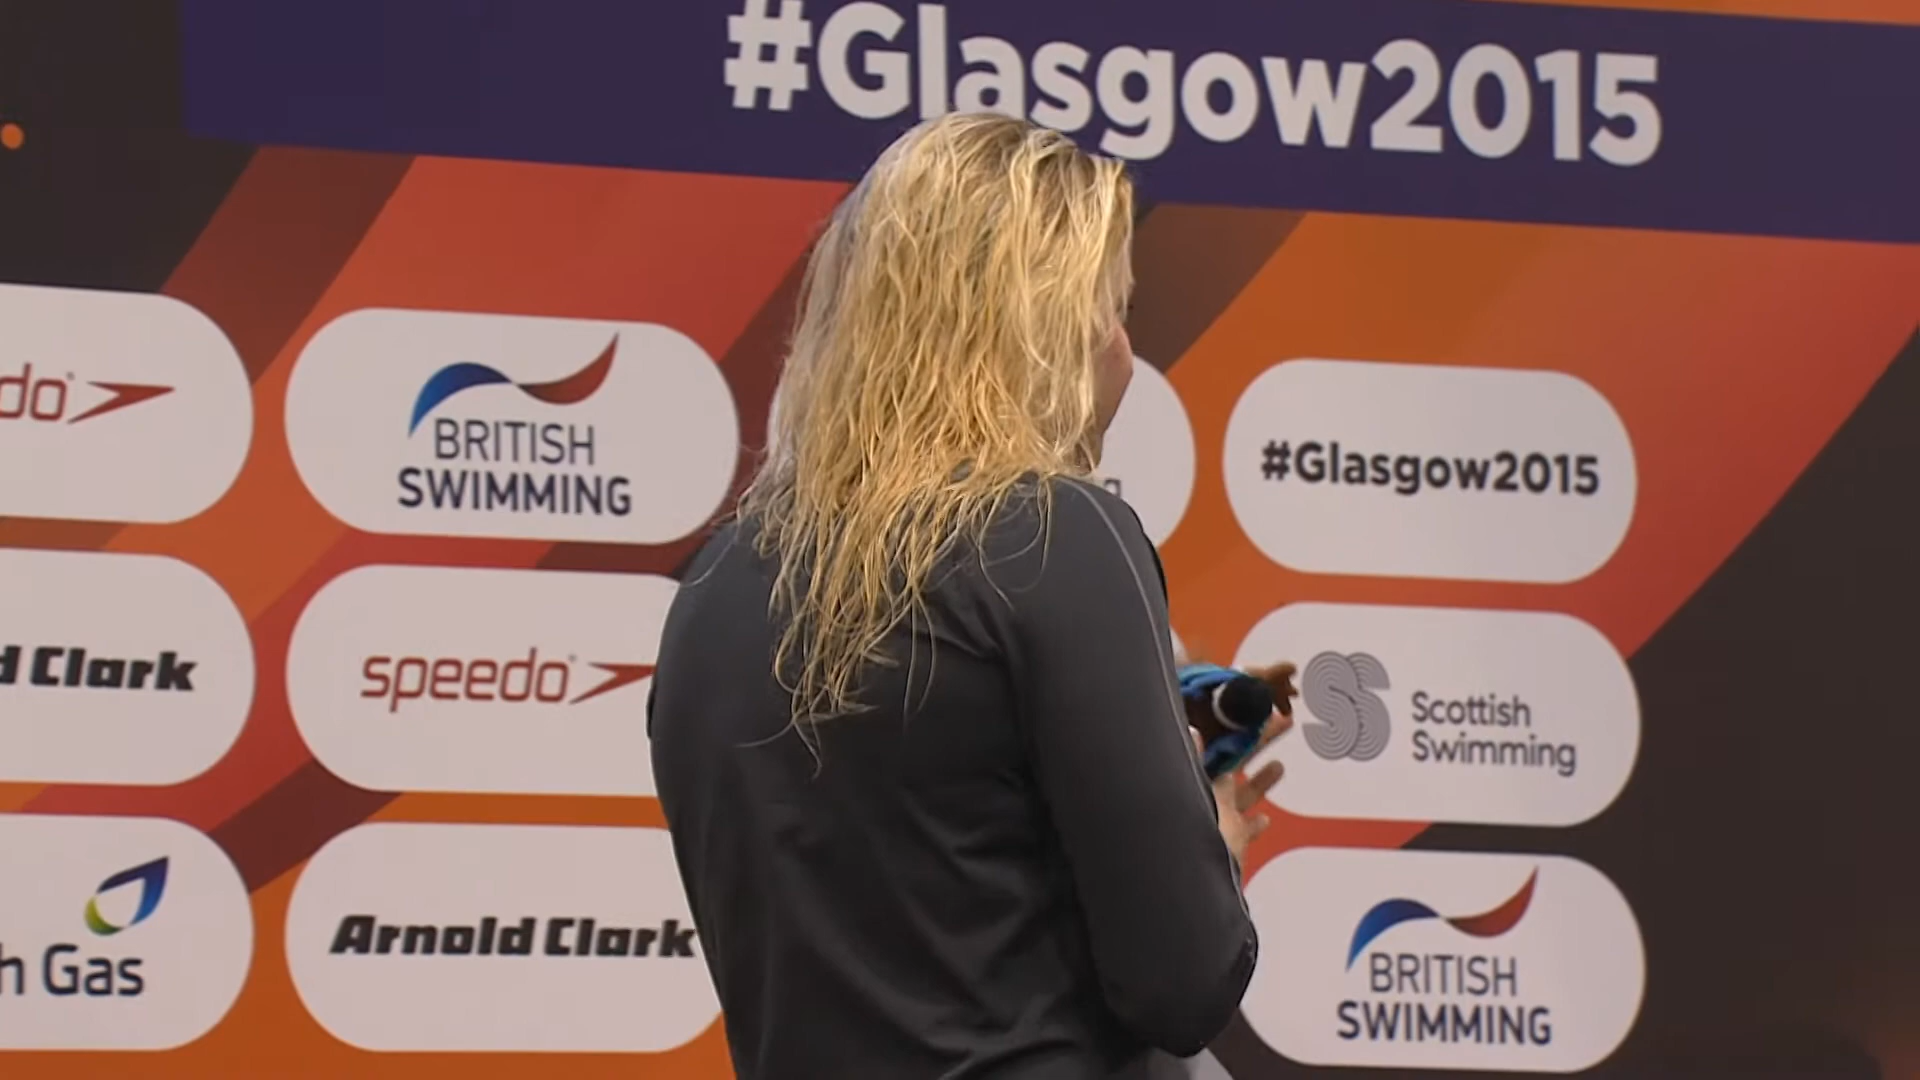 #Glasgow2015
do
BRITISH
SWIMMING
g
#Glasgow2015
d Clark
speedo
Scottish
Swimming
h Gas
Arnold Clark
BRITISH
SWIMMING